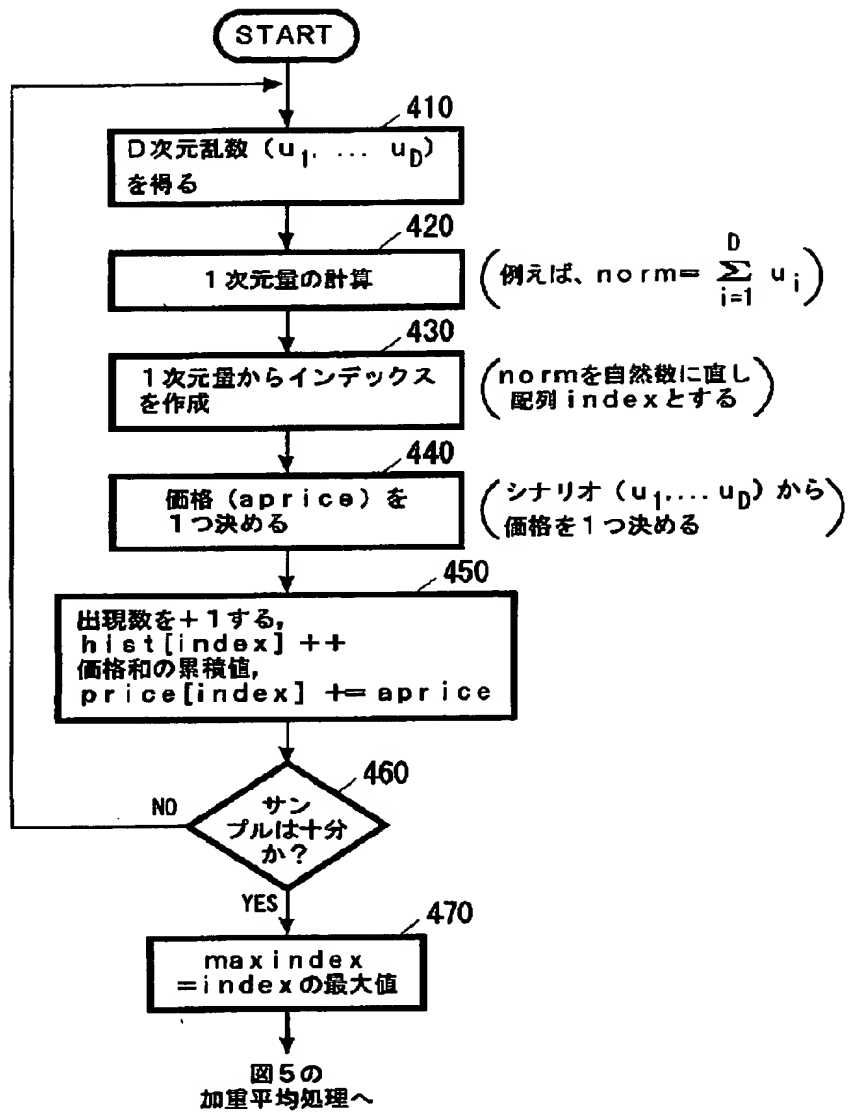 START
410
D次元乱数 (u1, ... uD)
を得る
420
1次元量の計算
(例えば、norm= D∑i=1 ui)
430
1次元量からインデックス
を作成
(normを自然数に直し
配列indexとする)
440
価格 (aprice) を
1つ決める
(シナリオ (u1,... uD) から
価格を1つ決める)
450
出現数を+1する,
hist[index] ++
価格和の累積値,
price[index] += aprice
460
サン
プルは十分
か?
NO
YES
470
maxindex
=indexの最大値
図5の
加重平均処理へ